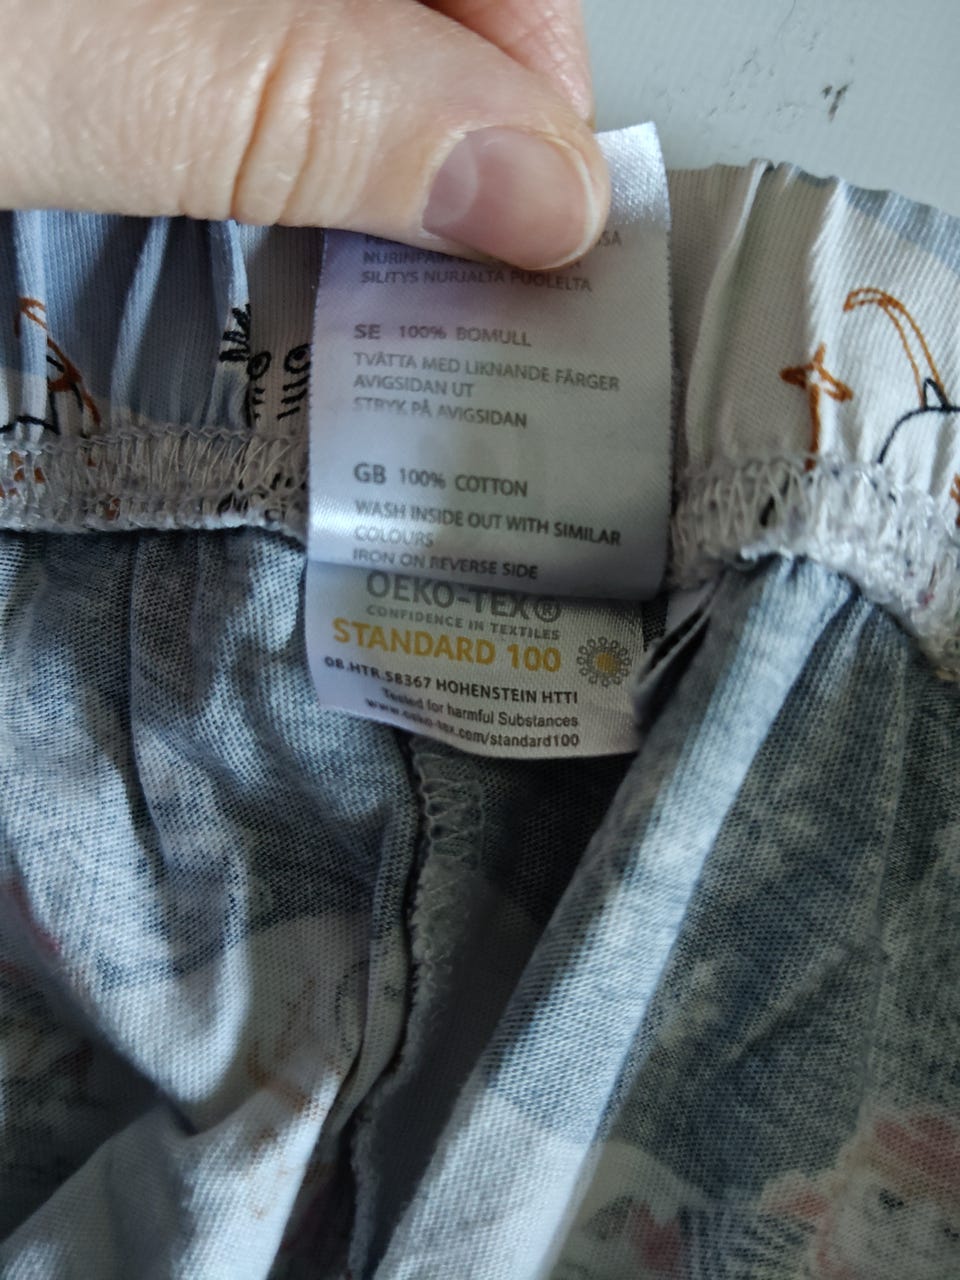 NURINPÄIN
SILITYS NURJALTA PUOLELTA
SE 100% BOMULL
TVÄTTA MED LIKNANDE FÄRGER
AVIGSIDAN UT
STRYK PÅ AVIGSIDAN
GB 100% COTTON
WASH INSIDE OUT WITH SIMILAR
COLOURS
IRON ON REVERSE SIDE
OEKO-TEX®
CONFIDENCE IN TEXTILES
STANDARD 100
08.HTR.58367 HOHENSTEIN HTTI
Tested for harmful Substances
www.oeko-tex.com/standard100